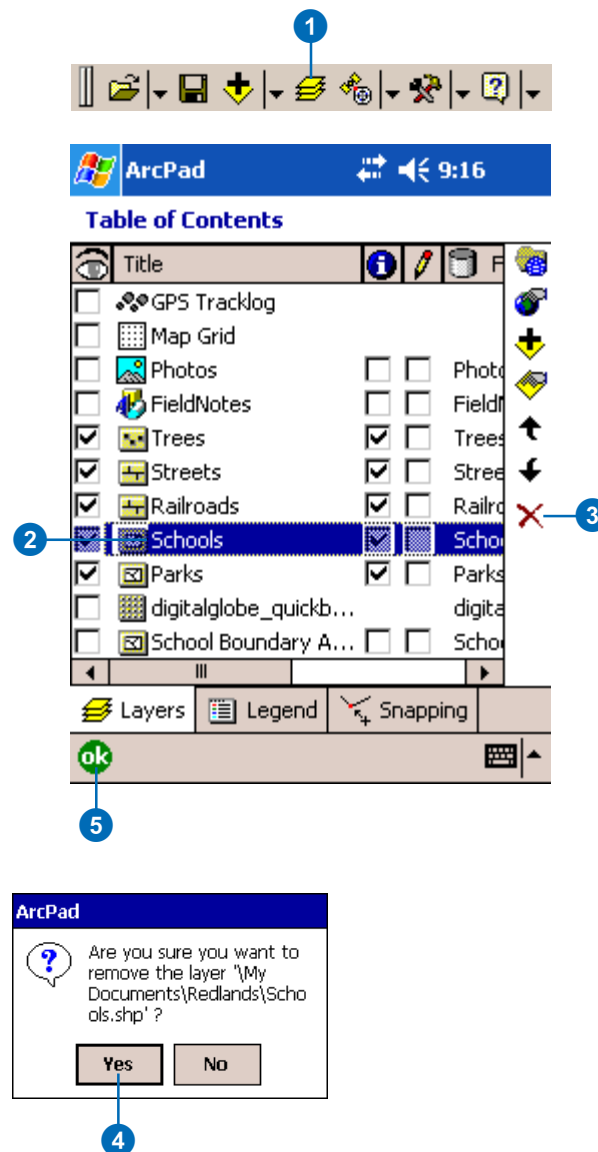 1
ArcPad 9:16
Table of Contents
Title F
GPS Tracklog
Map Grid
Photos Photo
FieldNotes Field
Trees Trees
Streets Stree
Railroads Railro
3
2
Schools Schoo
Parks Parks
digitalglobe_quickb... digita
School Boundary A... Schoo
Layers Legend Snapping
ok
5
ArcPad
Are you sure you want to
remove the layer '\My
Documents\Redlands\Scho
ols.shp' ?
Yes No
4